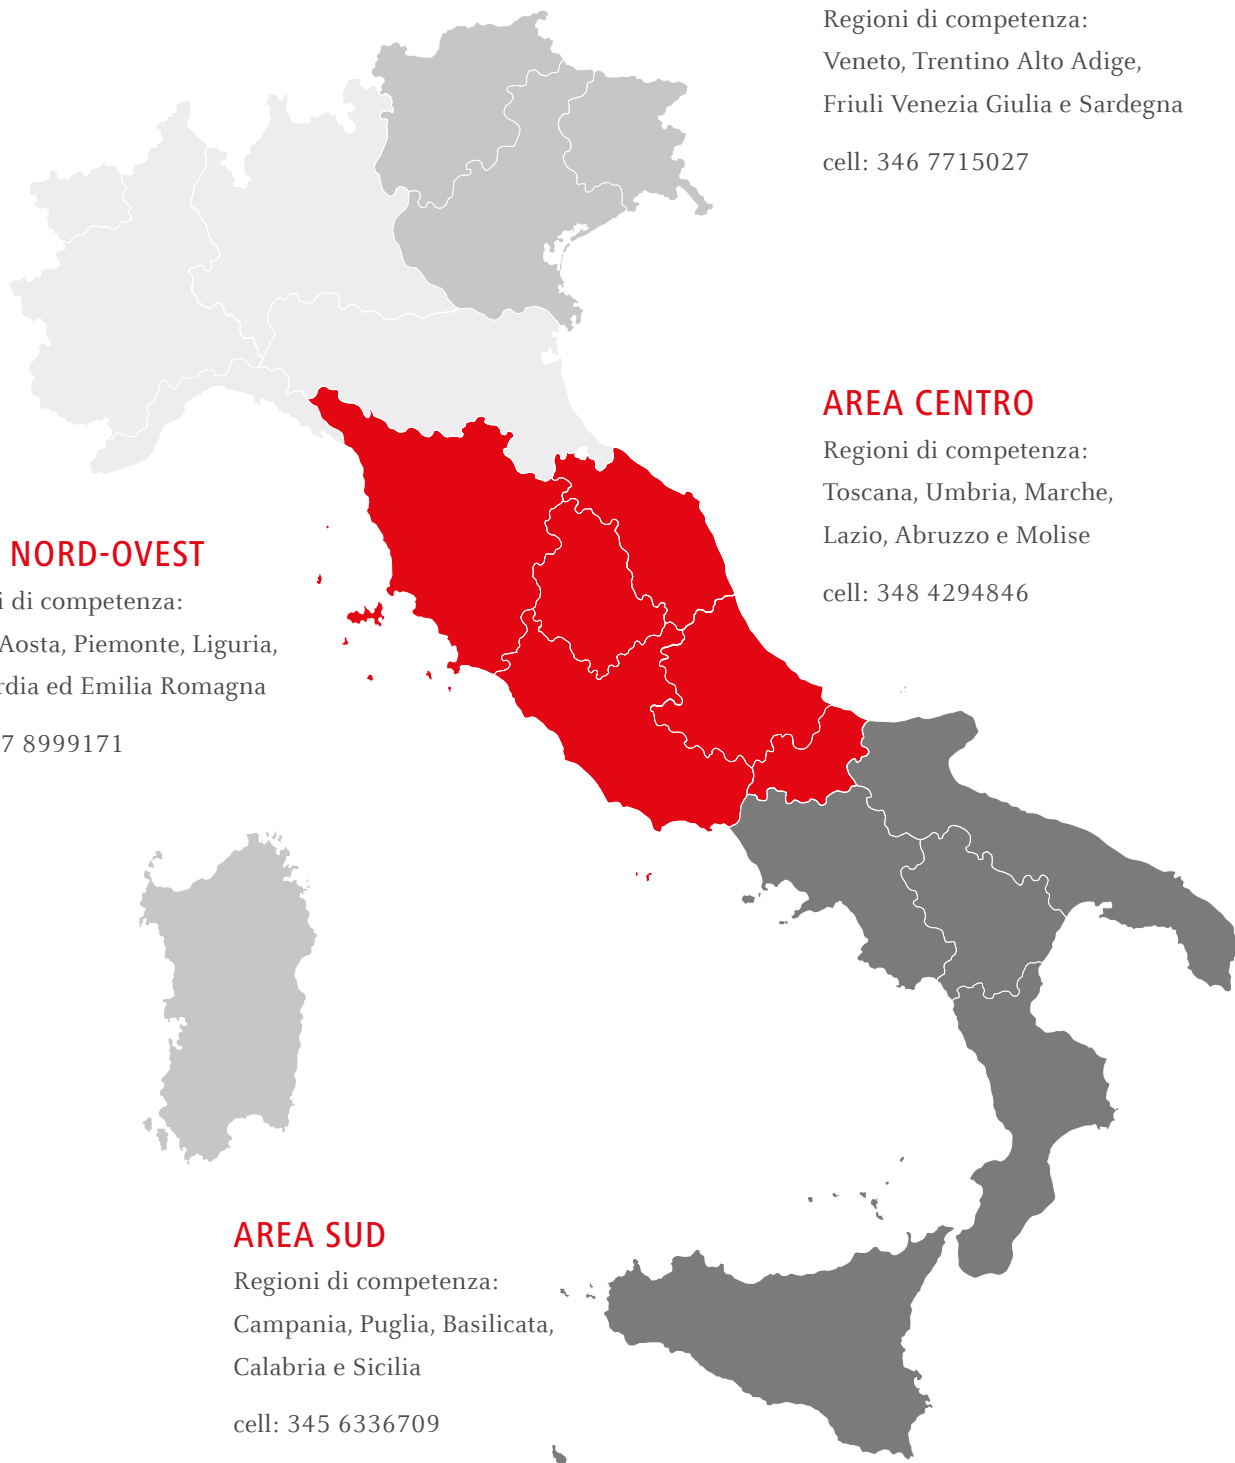 Regioni di competenza:
Veneto, Trentino Alto Adige,
Friuli Venezia Giulia e Sardegna
cell: 346 7715027
AREA CENTRO
Regioni di competenza:
Toscana, Umbria, Marche,
Lazio, Abruzzo e Molise
cell: 348 4294846
NORD-OVEST
i di competenza:
Aosta, Piemonte, Liguria,
rdia ed Emilia Romagna
7 8999171
AREA SUD
Regioni di competenza:
Campania, Puglia, Basilicata,
Calabria e Sicilia
cell: 345 6336709